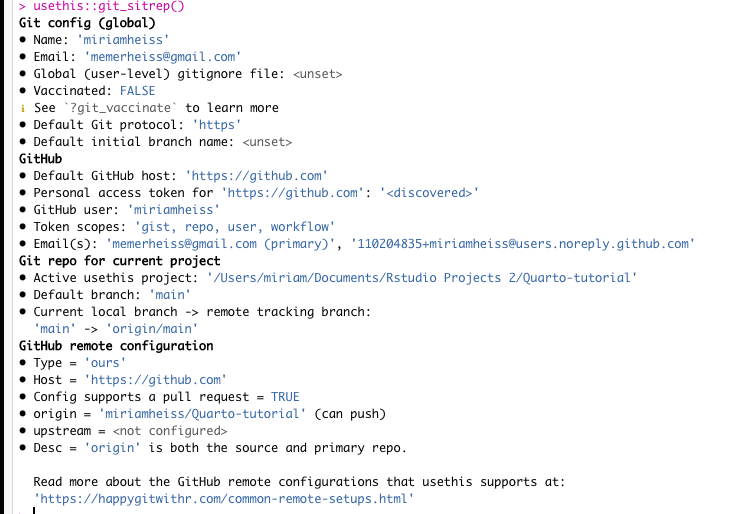 > usethis::git_sitrep()
Git config (global)
● Name: 'miriamheiss'
● Email: 'memerheiss@gmail.com'
● Global (user-level) gitignore file: <unset>
● Vaccinated: FALSE
ℹ See `?git_vaccinate` to learn more
● Default Git protocol: 'https'
● Default initial branch name: <unset>
GitHub
● Default GitHub host: 'https://github.com'
● Personal access token for 'https://github.com': '<discovered>'
● GitHub user: 'miriamheiss'
● Token scopes: 'gist, repo, user, workflow'
● Email(s): 'memerheiss@gmail.com (primary)', '110204835+miriamheiss@users.noreply.github.com'
Git repo for current project
● Active usethis project: '/Users/miriam/Documents/Rstudio Projects 2/Quarto-tutorial'
● Default branch: 'main'
● Current local branch -> remote tracking branch:
'main' -> 'origin/main'
GitHub remote configuration
● Type = 'ours'
● Host = 'https://github.com'
● Config supports a pull request = TRUE
● origin = 'miriamheiss/Quarto-tutorial' (can push)
● upstream = <not configured>
● Desc = 'origin' is both the source and primary repo.
Read more about the GitHub remote configurations that usethis supports at:
'https://happygitwithr.com/common-remote-setups.html'